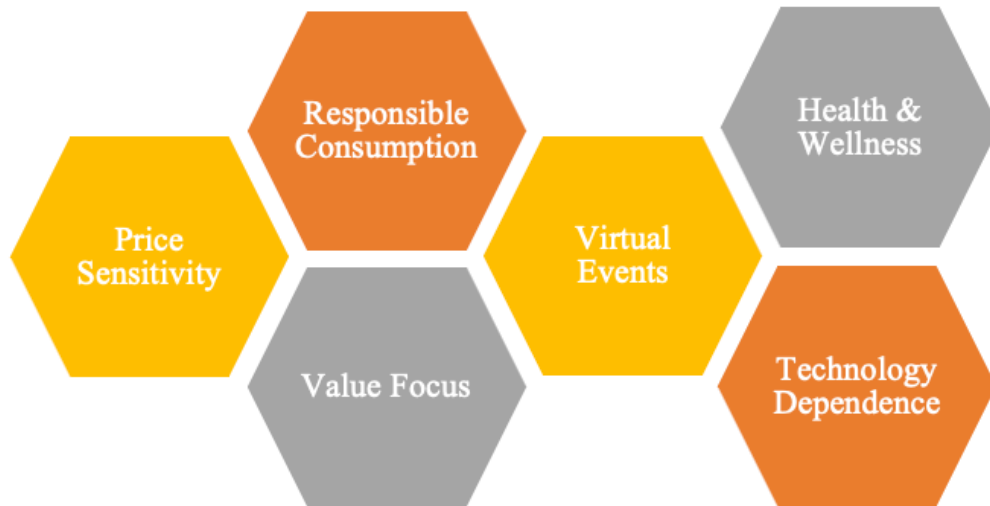 Responsible
Consumption
Health &
Wellness
Price
Sensitivity
Virtual
Events
Value Focus
Technology
Dependence